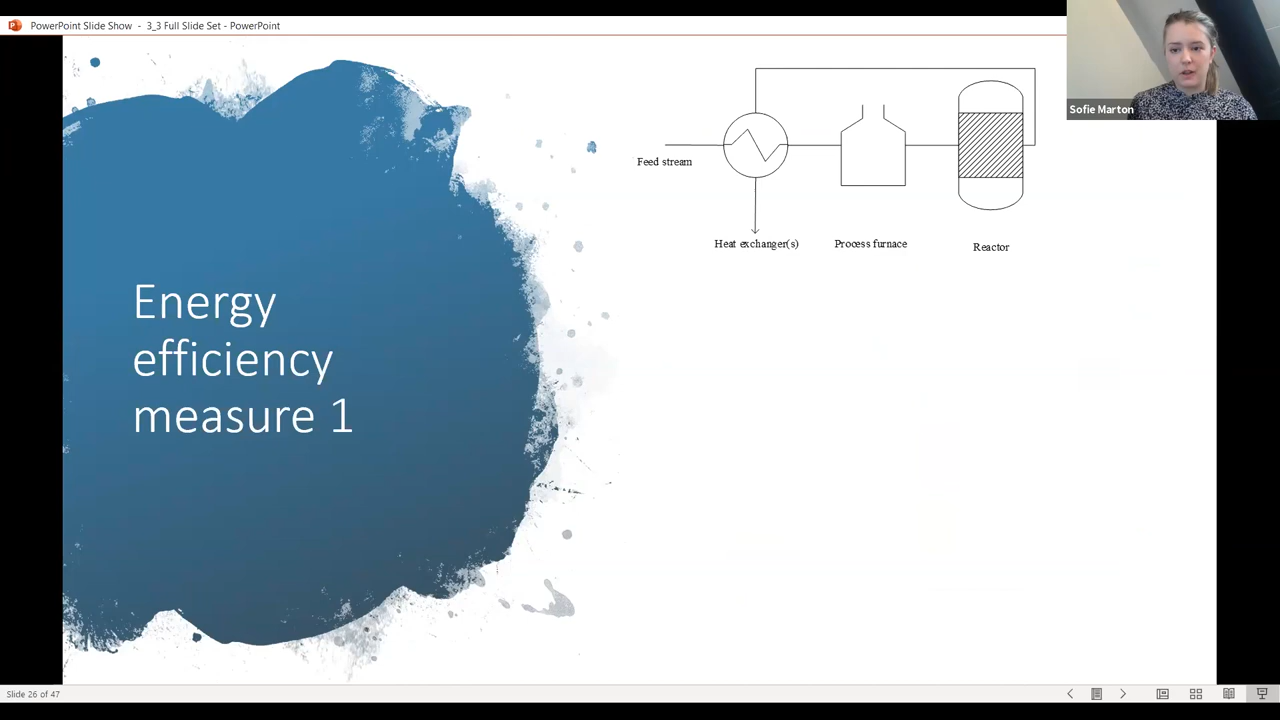 PowerPoint Slide Show - 3_3 Full Slide Set - PowerPoint
Sofie Marton
Feed stream
Heat exchanger(s)
Process furnace
Reactor
Energy
efficiency
measure 1
Slide 26 of 47